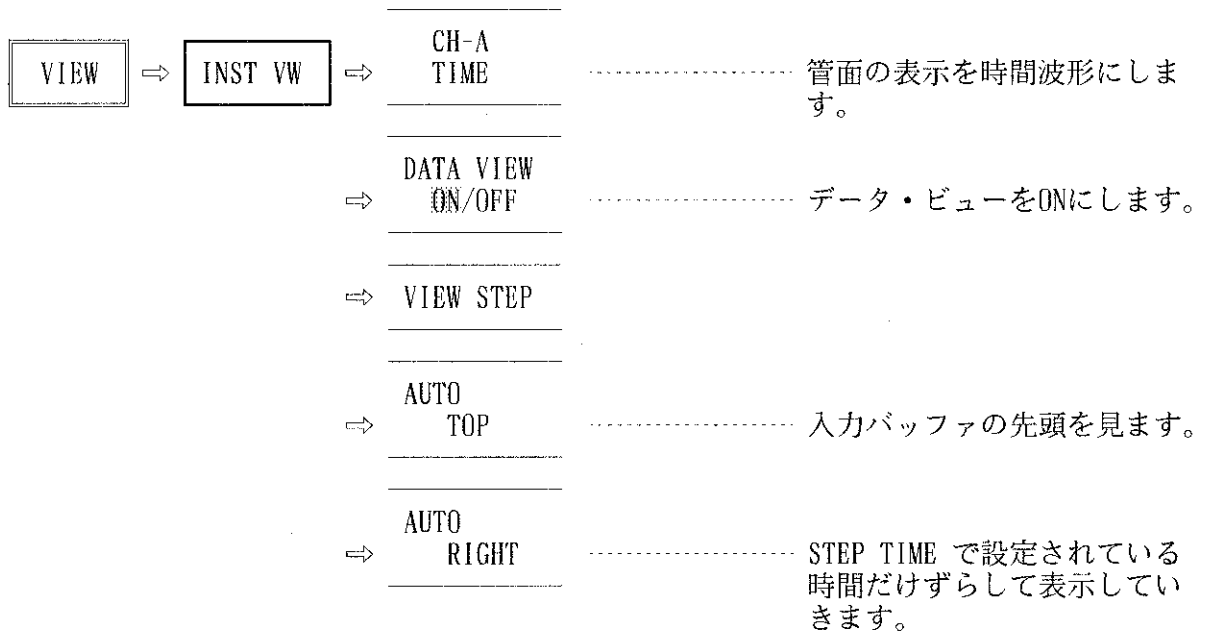 VIEW ⇨ INST VW ⇨ CH-A
TIME ……………… 管面の表示を時間波形にしま
す。
DATA VIEW
⇨ ON/OFF ……………… データ・ビューをONにします。
⇨ VIEW STEP
AUTO
⇨ TOP ……………… 入力バッファの先頭を見ます。
AUTO
⇨ RIGHT ……………… STEP TIME で設定されている
時間だけずらして表示してい
きます。